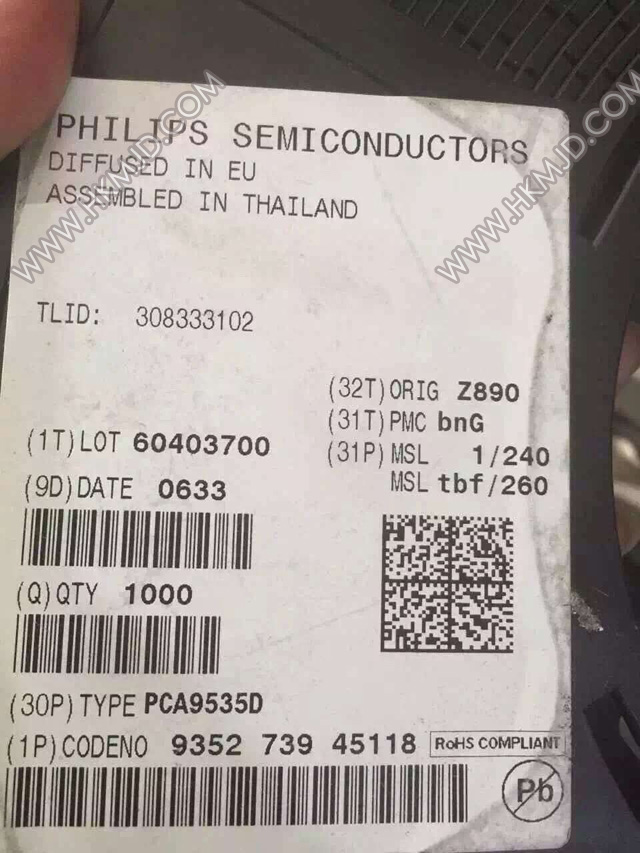 PHILIPS SEMICONDUCTORS
DIFFUSED IN EU
ASSEMBLED IN THAILAND
WWW.HKMJD.COM
WWW.HKMJD.COM
TLID: 308333102
(32T)ORIG Z890
(31T)PMC bnG
(1T)LOT 60403700
(31P)MSL 1/240
(9D)DATE 0633
MSL tbf/260
(Q)QTY 1000
(30P)TYPE PCA9535D
(1P)CODENO 9352 739 45118
RoHS COMPLIANT
Pb